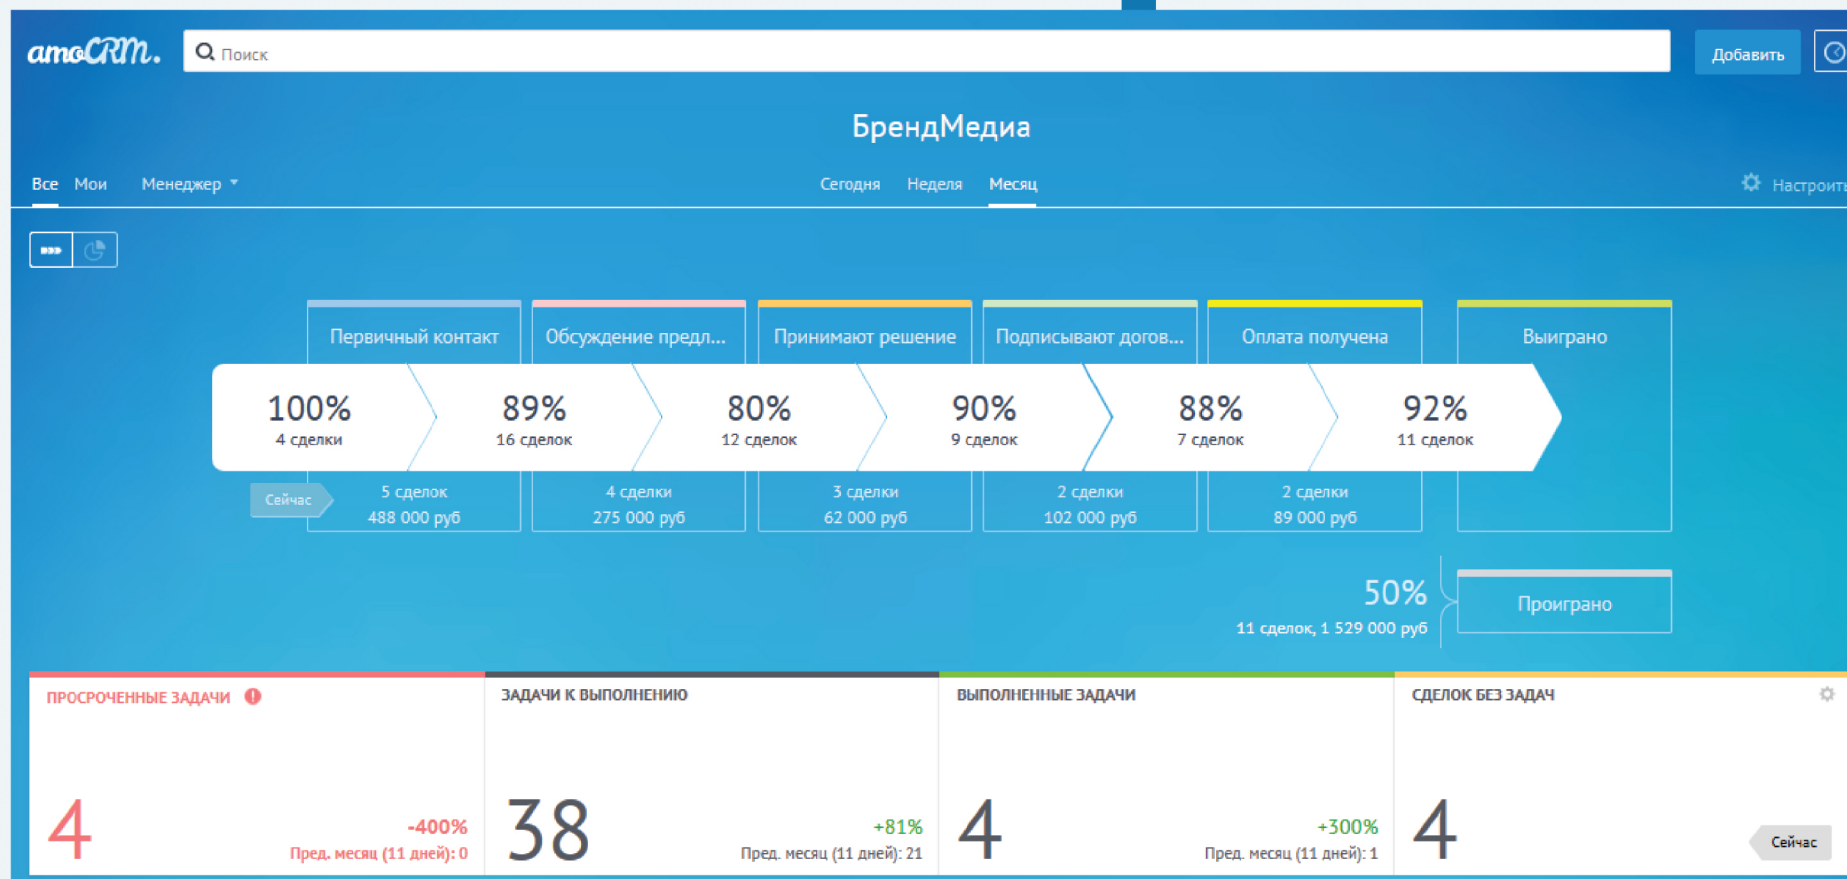 amoCRM.
Поиск
Добавить
БрендМедиа
Все Мои Менеджер
Сегодня Неделя Месяц
Настроить
Первичный контакт
Обсуждение предл...
Принимают решение
Подписывают догов...
Оплата получена
Выиграно
100%
4 сделки
89%
16 сделок
80%
12 сделок
90%
9 сделок
88%
7 сделок
92%
11 сделок
Сейчас
5 сделок
488 000 руб
4 сделки
275 000 руб
3 сделки
62 000 руб
2 сделки
102 000 руб
2 сделки
89 000 руб
50%
11 сделок, 1 529 000 руб
Проиграно
ПРОСРОЧЕННЫЕ ЗАДАЧИ
4
-400%
Пред. месяц (11 дней): 0
ЗАДАЧИ К ВЫПОЛНЕНИЮ
38
+81%
Пред. месяц (11 дней): 21
ВЫПОЛНЕННЫЕ ЗАДАЧИ
4
+300%
Пред. месяц (11 дней): 1
СДЕЛОК БЕЗ ЗАДАЧ
4
Сейчас